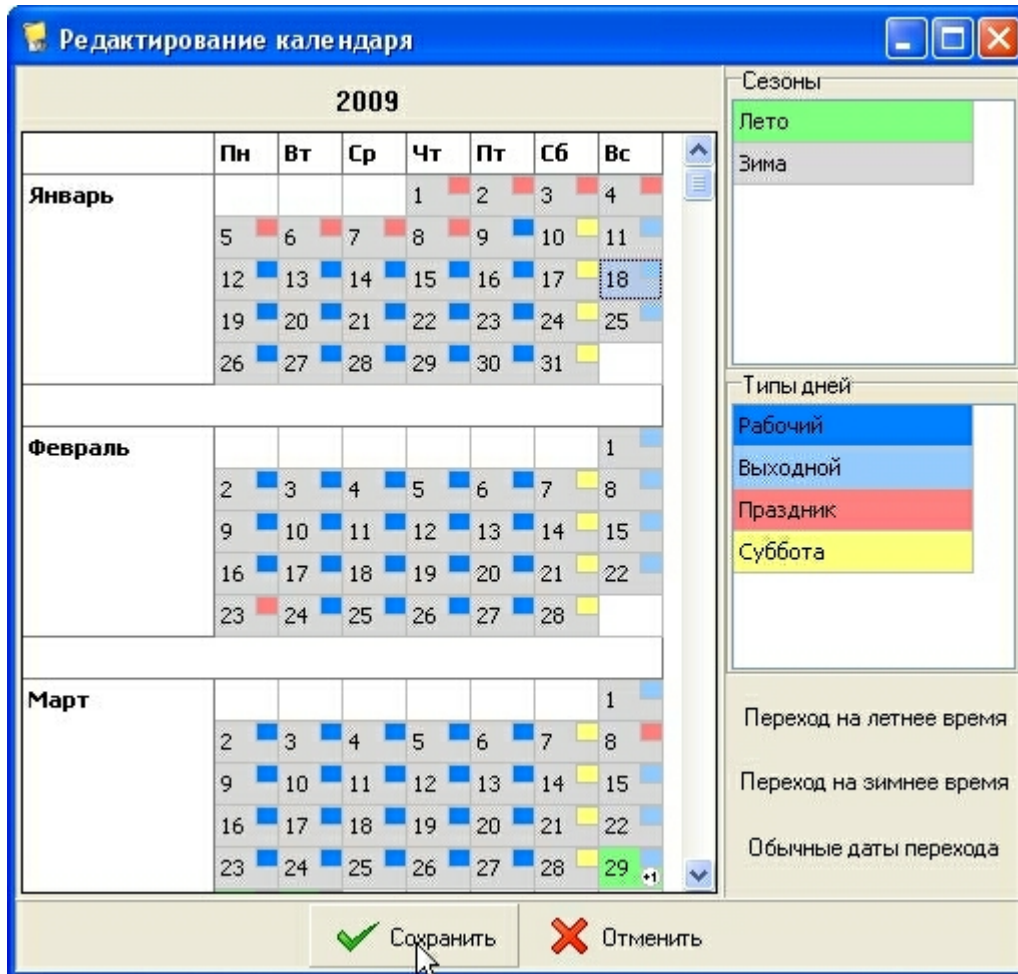 Редактирование календаря
2009
Пн Вт Ср Чт Пт Сб Вс
Январь
1 2 3 4
5 6 7 8 9 10 11
12 13 14 15 16 17 18
19 20 21 22 23 24 25
26 27 28 29 30 31
Февраль
1
2 3 4 5 6 7 8
9 10 11 12 13 14 15
16 17 18 19 20 21 22
23 24 25 26 27 28
Март
1
2 3 4 5 6 7 8
9 10 11 12 13 14 15
16 17 18 19 20 21 22
23 24 25 26 27 28 29 +1
Сезоны
Лето
Зима
Типы дней
Рабочий
Выходной
Праздник
Суббота
Переход на летнее время
Переход на зимнее время
Обычные даты перехода
Сохранить
Отменить